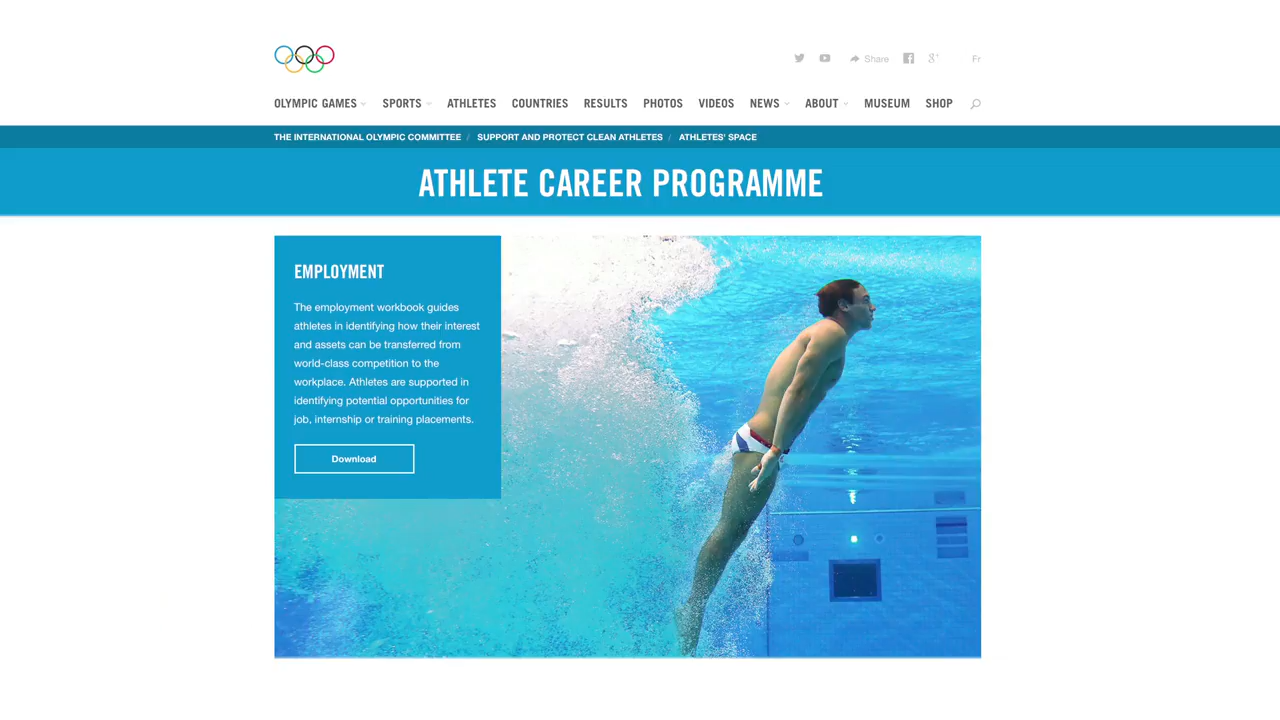 Share
Fr
OLYMPIC GAMES SPORTS ATHLETES COUNTRIES RESULTS PHOTOS VIDEOS NEWS ABOUT MUSEUM SHOP
THE INTERNATIONAL OLYMPIC COMMITTEE / SUPPORT AND PROTECT CLEAN ATHLETES / ATHLETES' SPACE
ATHLETE CAREER PROGRAMME
EMPLOYMENT
The employment workbook guides
athletes in identifying how their interest
and assets can be transferred from
world-class competition to the
workplace. Athletes are supported in
identifying potential opportunities for
job, internship or training placements.
Download